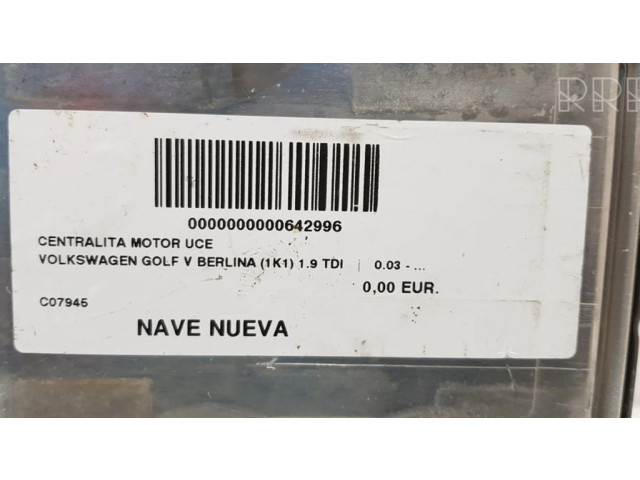 0000000000642996
CENTRALITA MOTOR UCE
VOLKSWAGEN GOLF V BERLINA (1K1) 1.9 TDI | 0.03 - ...
0,00 EUR.
C07945
NAVE NUEVA